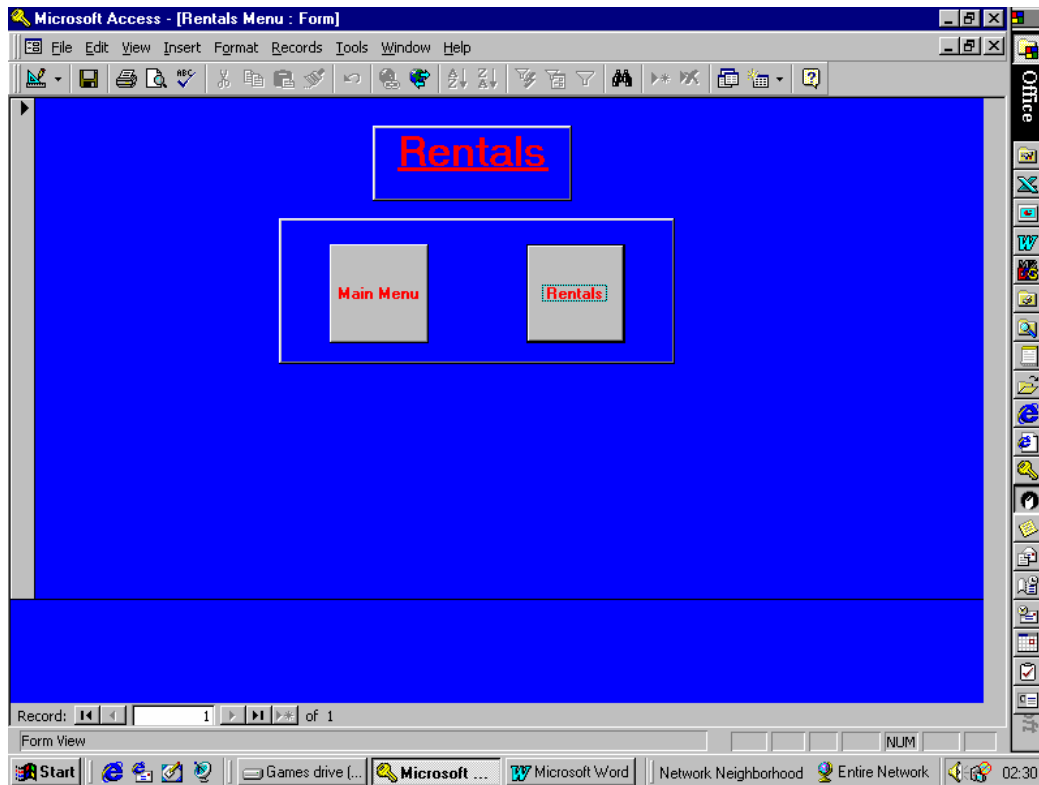 Microsoft Access - [Rentals Menu : Form]
File Edit View Insert Format Records Tools Window Help
Office
Rentals
Main Menu Rentals
Record: 1 of 1
Form View NUM
Start Games drive (... Microsoft ... Microsoft Word Network Neighborhood Entire Network 02:30